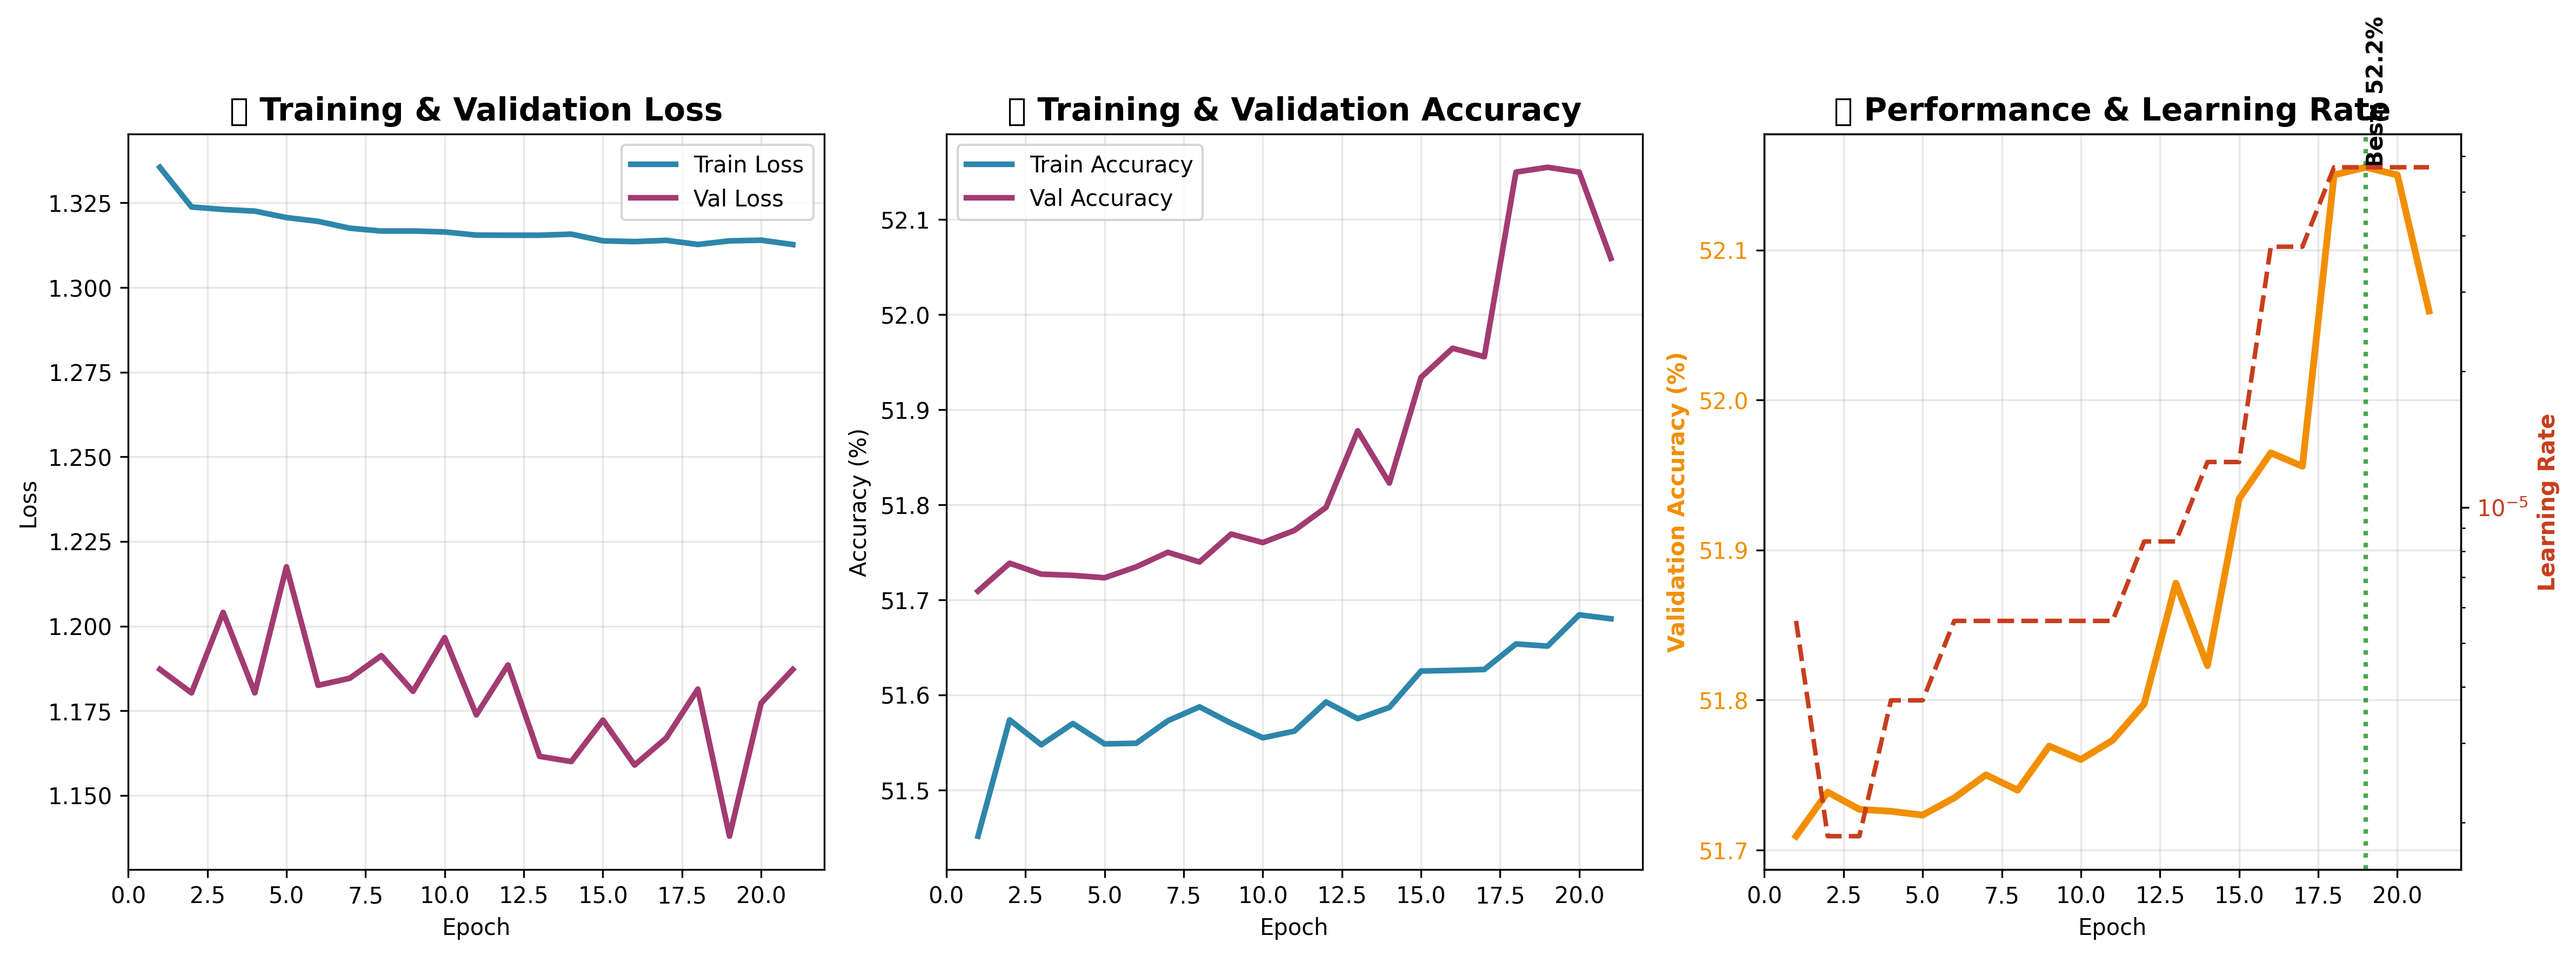 ▯ Training & Validation Loss
Train Loss
Val Loss
1.325
1.300
1.275
1.250
1.225
1.200
1.175
1.150
Loss
0.0 2.5 5.0 7.5 10.0 12.5 15.0 17.5 20.0
Epoch
▯ Training & Validation Accuracy
Train Accuracy
Val Accuracy
52.1
52.0
51.9
51.8
51.7
51.6
51.5
Accuracy (%)
0.0 2.5 5.0 7.5 10.0 12.5 15.0 17.5 20.0
Epoch
▯ Performance & Learning Rate
Best: 52.2%
52.1
52.0
51.9
51.8
51.7
Validation Accuracy (%)
10⁻⁵
Learning Rate
0.0 2.5 5.0 7.5 10.0 12.5 15.0 17.5 20.0
Epoch